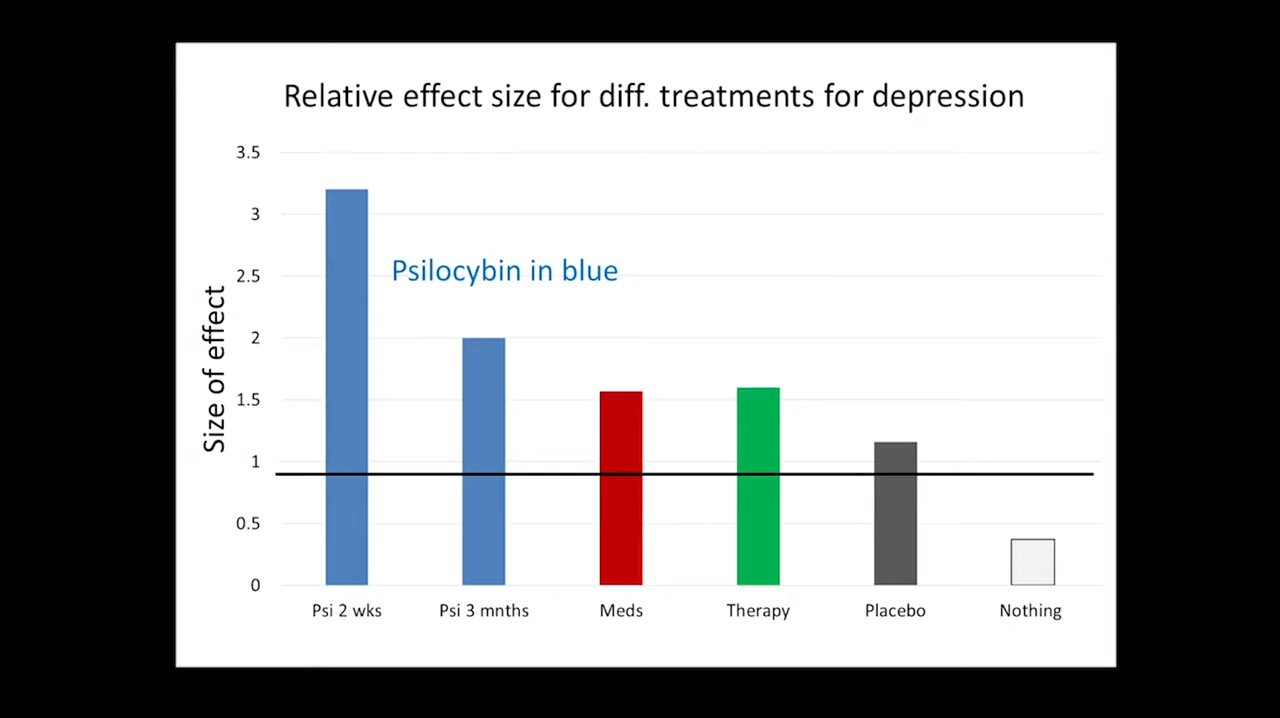 Relative effect size for diff. treatments for depression
3.5
3
2.5
2
1.5
1
0.5
0
Size of effect
Psilocybin in blue
Psi 2 wks
Psi 3 mnths
Meds
Therapy
Placebo
Nothing